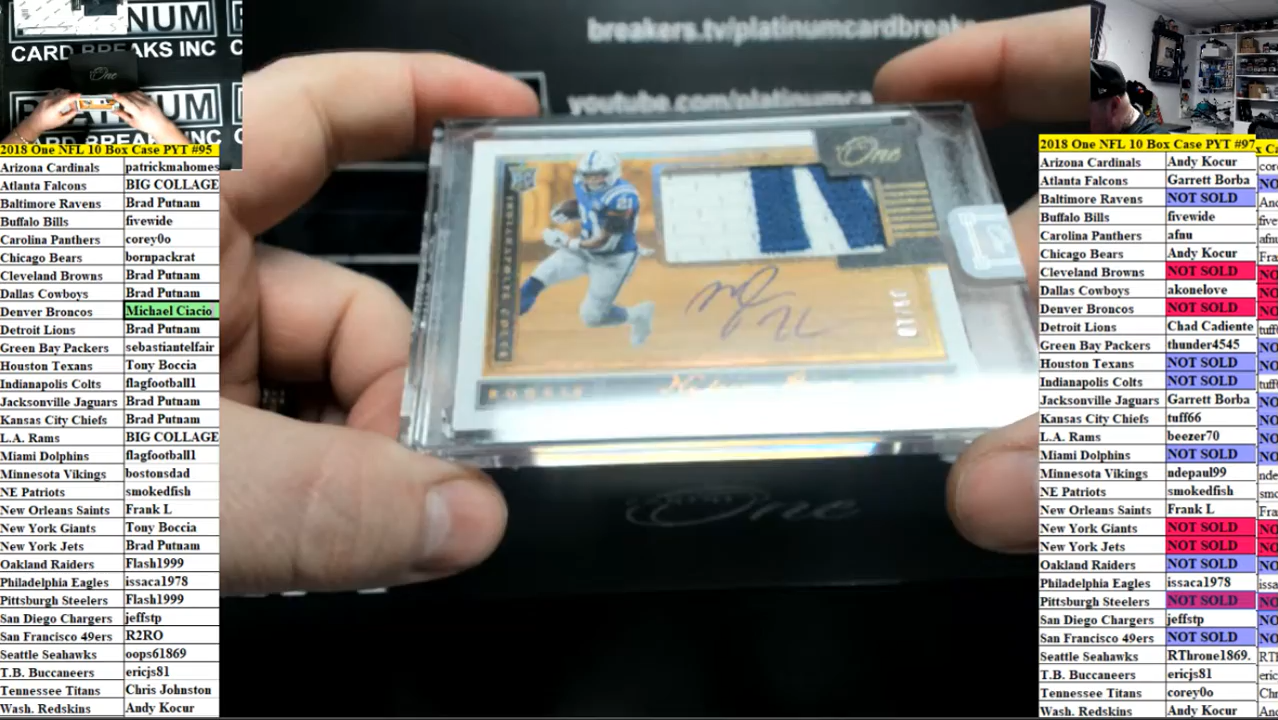 breakers.tv/platinumcardbreaks
youtube.com/platinumca
CARD BREAKS INC
One
NUM
CARD BREAKS INC
2018 One NFL 10 Box Case PYT #95
Arizona Cardinals patrickmahomes
Atlanta Falcons BIG COLLAGE
Baltimore Ravens Brad Putnam
Buffalo Bills fivewide
Carolina Panthers corey0o
Chicago Bears bornpackrat
Cleveland Browns Brad Putnam
Dallas Cowboys Brad Putnam
Denver Broncos Michael Ciacio
Detroit Lions Brad Putnam
Green Bay Packers sebastiantelfair
Houston Texans Tony Boccia
Indianapolis Colts flagfootball1
Jacksonville Jaguars Brad Putnam
Kansas City Chiefs Brad Putnam
L.A. Rams BIG COLLAGE
Miami Dolphins flagfootball1
Minnesota Vikings bostonsdad
NE Patriots smokedfish
New Orleans Saints Frank L
New York Giants Tony Boccia
New York Jets Brad Putnam
Oakland Raiders Flash1999
Philadelphia Eagles issaca1978
Pittsburgh Steelers Flash1999
San Diego Chargers jeffstp
San Francisco 49ers R2RO
Seattle Seahawks oops61869
T.B. Buccaneers ericjs81
Tennessee Titans Chris Johnston
Wash. Redskins Andy Kocur
One
INDIANAPOLIS COLTS
21
ROOKIE
One
2018 One NFL 10 Box Case PYT #97
Arizona Cardinals Andy Kocur
Atlanta Falcons Garrett Borba
Baltimore Ravens NOT SOLD
Buffalo Bills fivewide
Carolina Panthers afnu
Chicago Bears Andy Kocur
Cleveland Browns NOT SOLD
Dallas Cowboys akonelove
Denver Broncos NOT SOLD
Detroit Lions Chad Cadiente
Green Bay Packers thunder4545
Houston Texans NOT SOLD
Indianapolis Colts NOT SOLD
Jacksonville Jaguars Garrett Borba
Kansas City Chiefs tuff66
L.A. Rams beezer70
Miami Dolphins NOT SOLD
Minnesota Vikings ndepaul99
NE Patriots smokedfish
New Orleans Saints Frank L
New York Giants NOT SOLD
New York Jets NOT SOLD
Oakland Raiders NOT SOLD
Philadelphia Eagles issaca1978
Pittsburgh Steelers NOT SOLD
San Diego Chargers jeffstp
San Francisco 49ers NOT SOLD
Seattle Seahawks RThrone1869.
T.B. Buccaneers ericjs81
Tennessee Titans corey0o
Wash. Redskins Andy Kocur